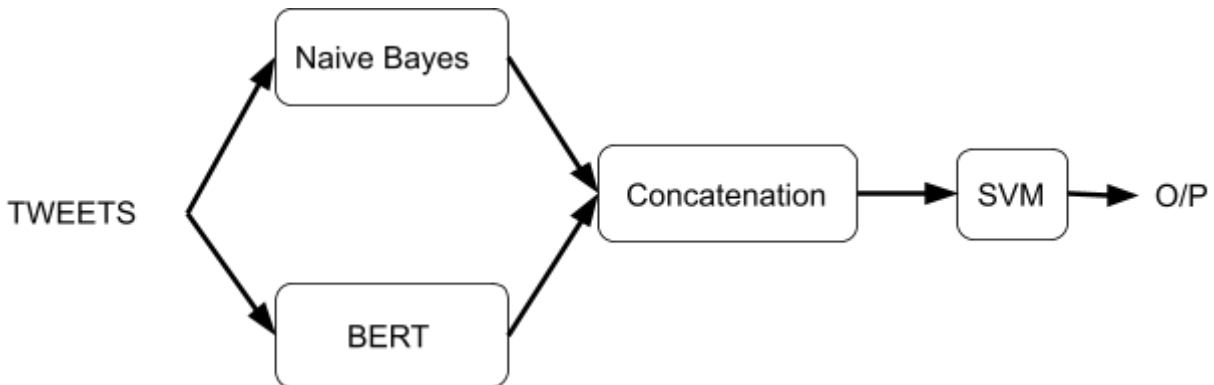 Naive Bayes
TWEETS
Concatenation
SVM
O/P
BERT